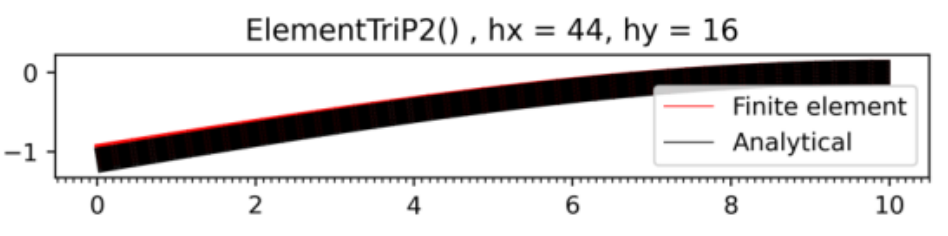 ElementTriP2() , hx = 44, hy = 16
0
−1
Finite element
Analytical
0 2 4 6 8 10